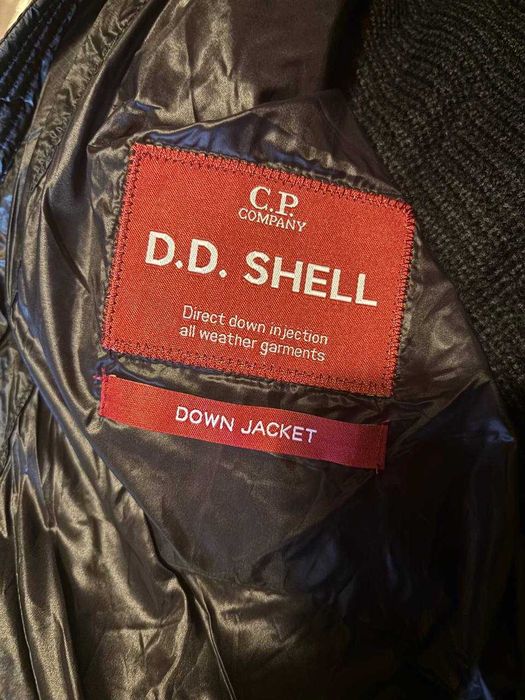 C.P.
COMPANY
D.D. SHELL
Direct down injection
all weather garments
DOWN JACKET